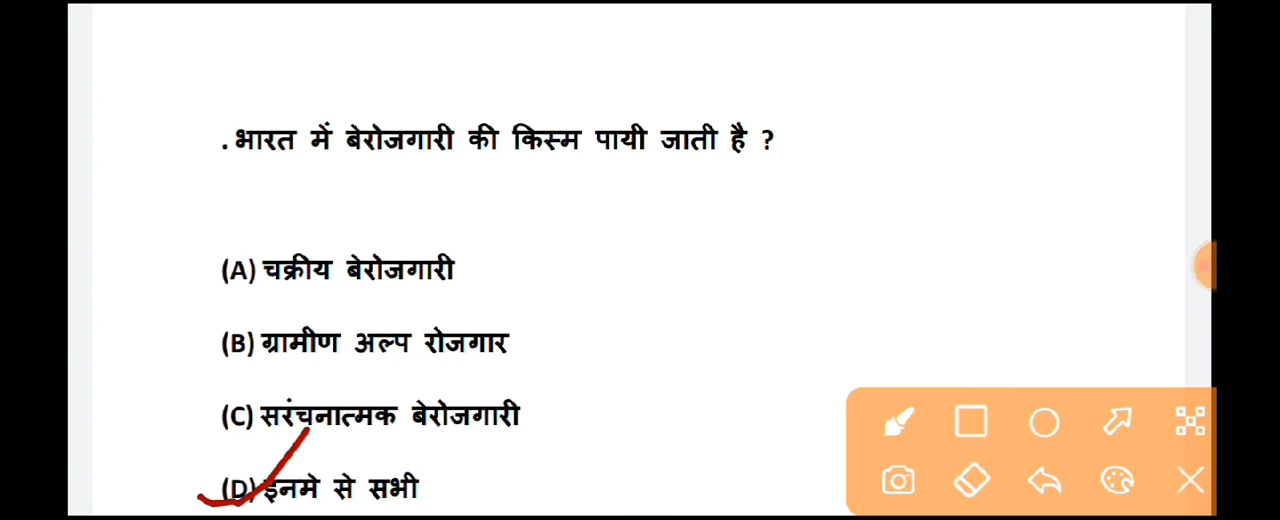 . भारत में बेरोजगारी की किस्म पायी जाती है ?
(A) चक्रीय बेरोजगारी
(B) ग्रामीण अल्प रोजगार
(C) सरंचनात्मक बेरोजगारी
(D) इनमे से सभी